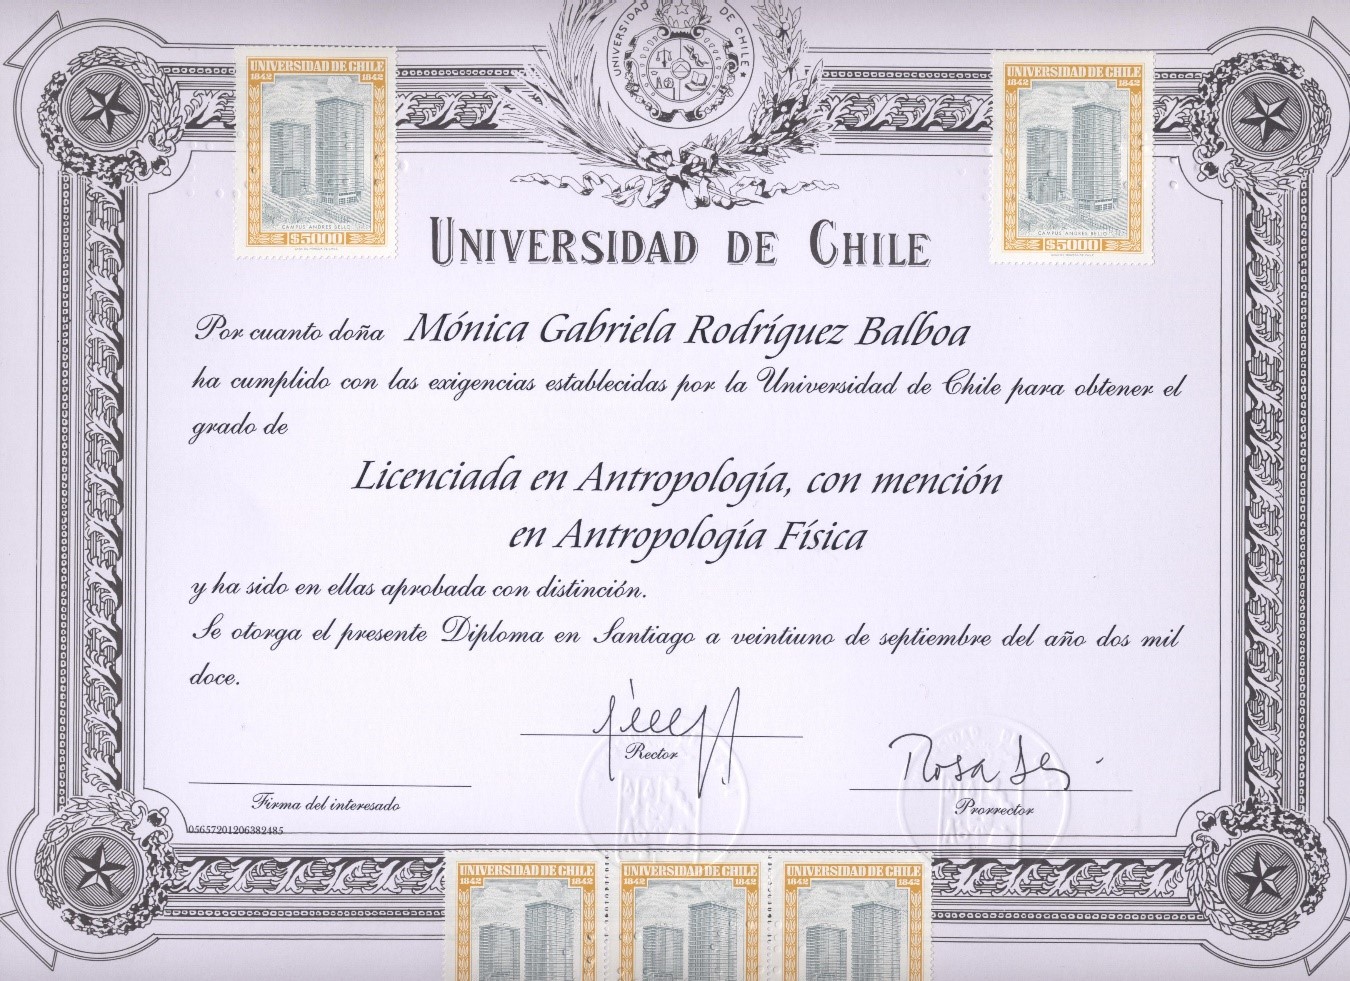 UNIVERSIDAD DE CHILE
UNIVERSIDAD DE CHILE
1842 1842
CAMPUS ANDRES BELLO
$5000
UNIVERSIDAD DE CHILE
1842 1842
CAMPUS ANDRES BELLO
$5000
UNIVERSIDAD DE CHILE
Por cuanto doña Mónica Gabriela Rodríguez Balboa
ha cumplido con las exigencias establecidas por la Universidad de Chile para obtener el
grado de
Licenciada en Antropología, con mención
en Antropología Física
y ha sido en ellas aprobada con distinción.
Se otorga el presente Diploma en Santiago a veintiuno de septiembre del año dos mil
doce.
Rector
Rosa
Prorrector
Firma del interesado
05657201206382485
UNIVERSIDAD DE CHILE
1842 1842
UNIVERSIDAD DE CHILE
1842 1842
UNIVERSIDAD DE CHILE
1842 1842